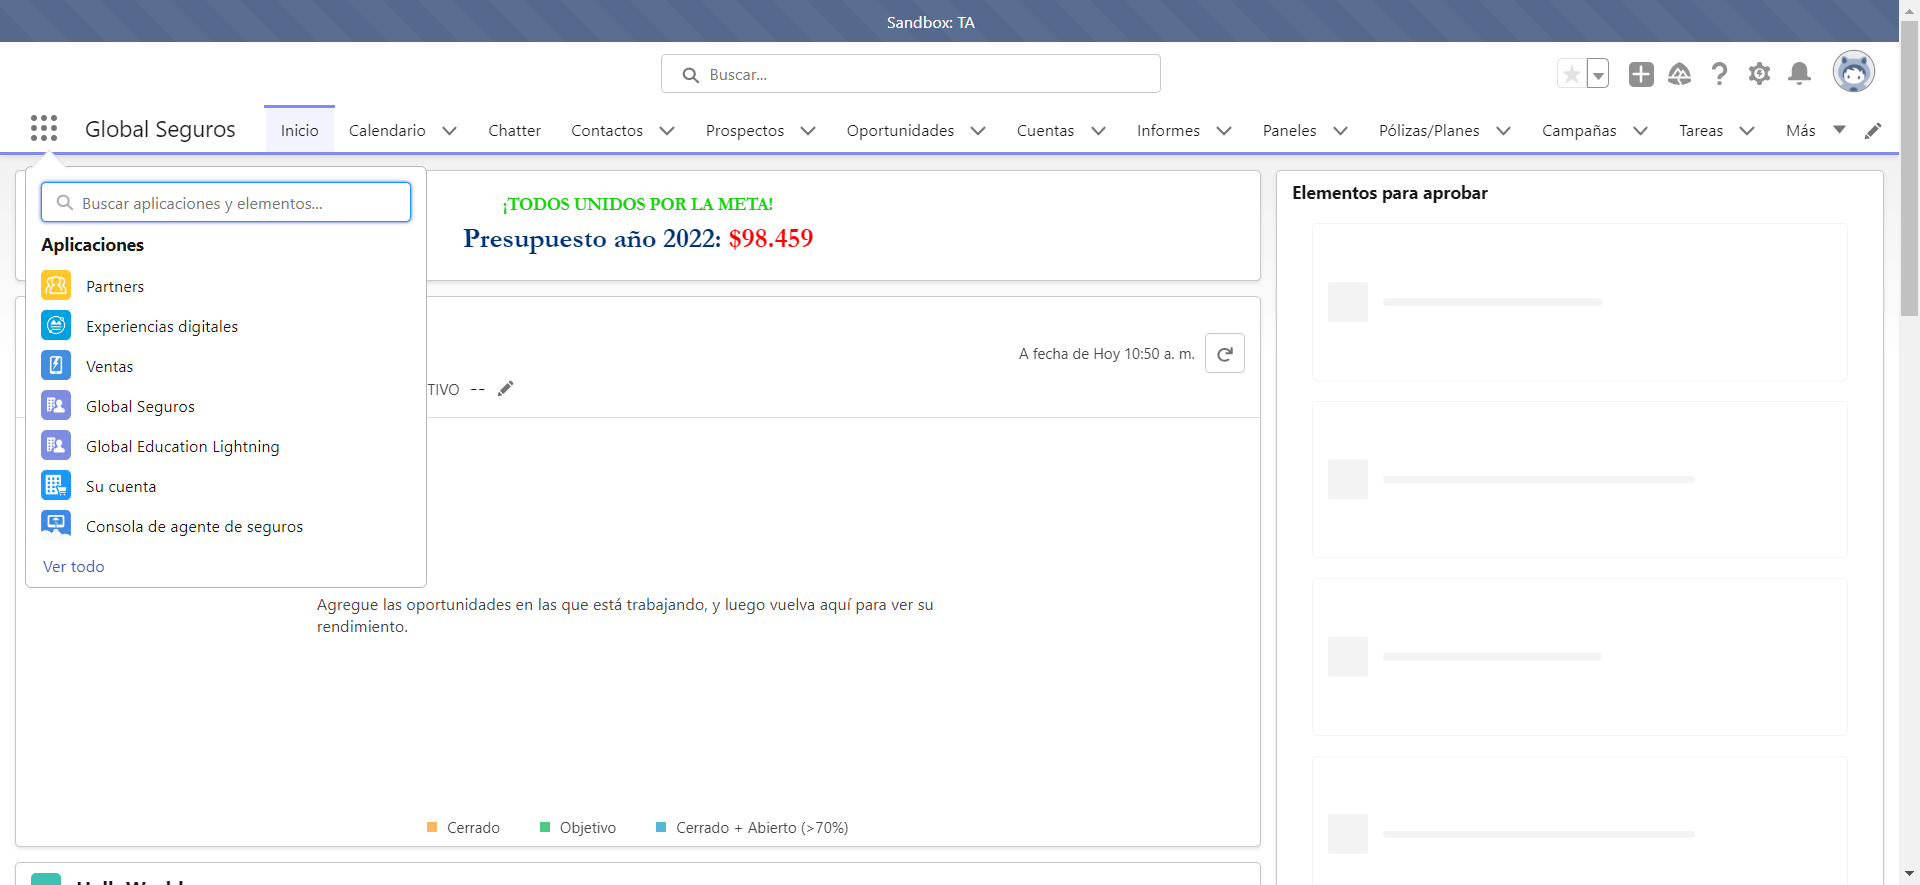 Sandbox: TA
Buscar...
Global Seguros
Inicio
Calendario
Chatter
Contactos
Prospectos
Oportunidades
Cuentas
Informes
Paneles
Pólizas/Planes
Campañas
Tareas
Más
Buscar aplicaciones y elementos...
Aplicaciones
Partners
Experiencias digitales
Ventas
Global Seguros
Global Education Lightning
Su cuenta
Consola de agente de seguros
Ver todo
¡TODOS UNIDOS POR LA META!
Presupuesto año 2022: $98.459
A fecha de Hoy 10:50 a. m.
TIVO --
Agregue las oportunidades en las que está trabajando, y luego vuelva aquí para ver su
rendimiento.
Cerrado
Objetivo
Cerrado + Abierto (>70%)
Elementos para aprobar